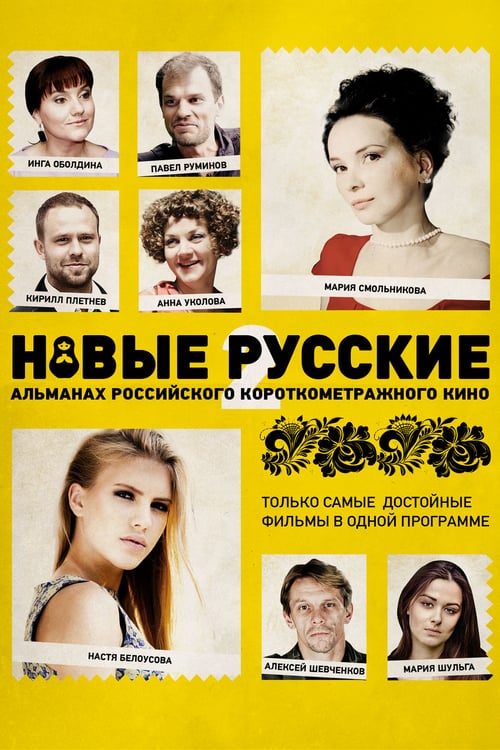 ИНГА ОБОЛДИНА
ПАВЕЛ РУМИНОВ
КИРИЛЛ ПЛЕТНЕВ
АННА УКОЛОВА
МАРИЯ СМОЛЬНИКОВА
НОВЫЕ РУССКИЕ
2
АЛЬМАНАХ РОССИЙСКОГО КОРОТКОМЕТРАЖНОГО КИНО
ТОЛЬКО САМЫЕ ДОСТОЙНЫЕ
ФИЛЬМЫ В ОДНОЙ ПРОГРАММЕ
НАСТЯ БЕЛОУСОВА
АЛЕКСЕЙ ШЕВЧЕНКОВ
МАРИЯ ШУЛЬГА